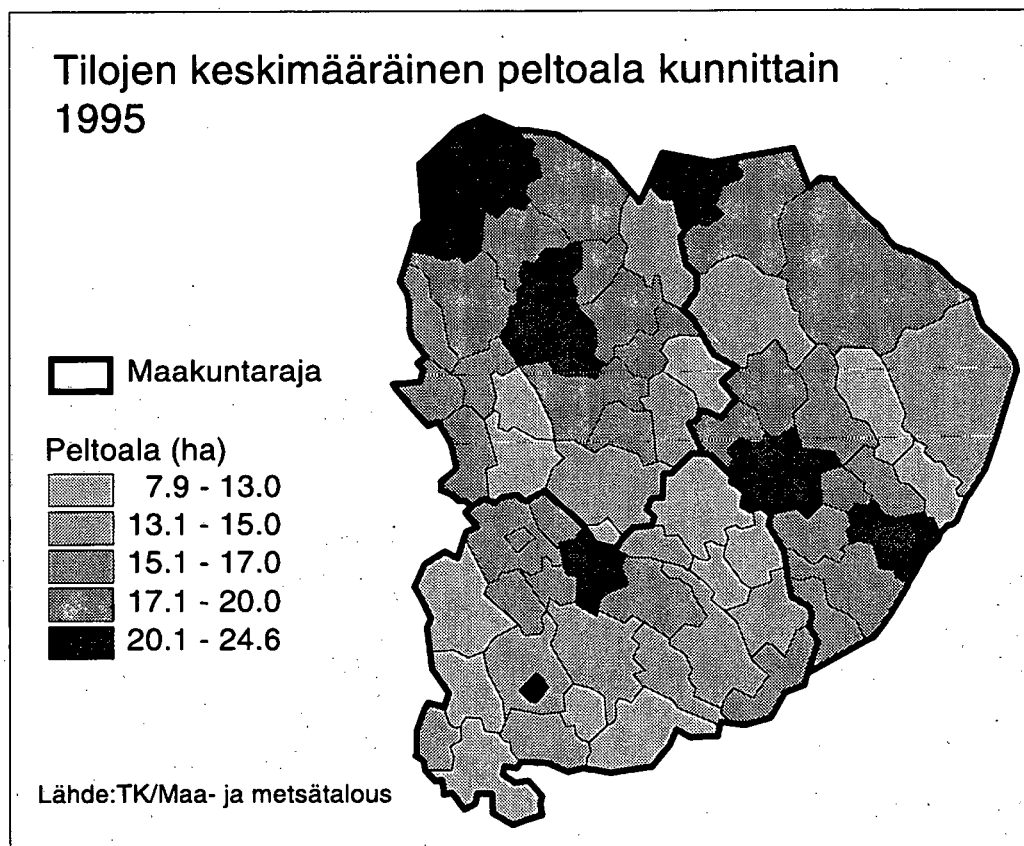 Tilojen keskimääräinen peltoala kunnittain
1995
Maakuntaraja
Peltoala (ha)
7.9 - 13.0
13.1 - 15.0
15.1 - 17.0
17.1 - 20.0
20.1 - 24.6
Lähde:TK/Maa- ja metsätalous